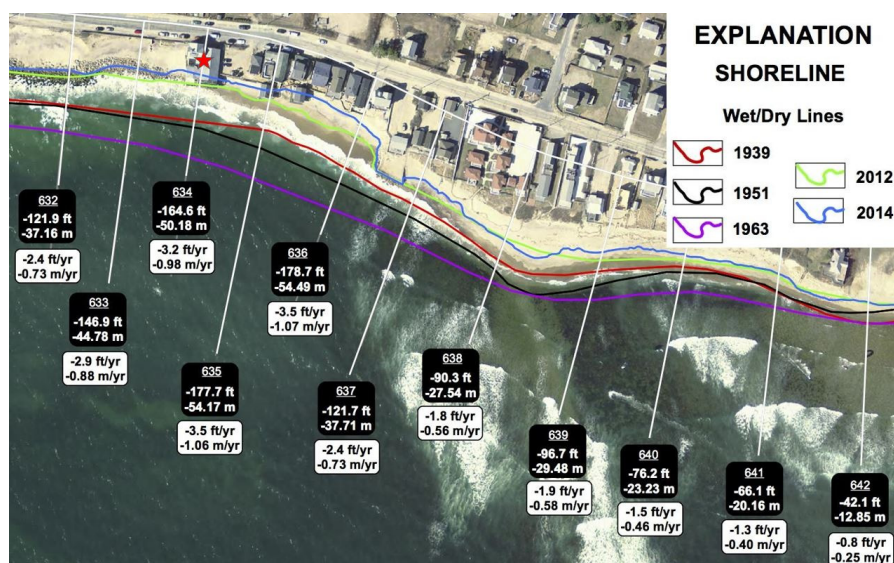 EXPLANATION
SHORELINE
Wet/Dry Lines
1939
1951
1963
2012
2014
632
-121.9 ft
-37.16 m
-2.4 ft/yr
-0.73 m/yr
633
-146.9 ft
-44.78 m
-2.9 ft/yr
-0.88 m/yr
634
-164.6 ft
-50.18 m
-3.2 ft/yr
-0.98 m/yr
635
-177.7 ft
-54.17 m
-3.5 ft/yr
-1.06 m/yr
636
-178.7 ft
-54.49 m
-3.5 ft/yr
-1.07 m/yr
637
-121.7 ft
-37.71 m
-2.4 ft/yr
-0.73 m/yr
638
-90.3 ft
-27.54 m
-1.8 ft/yr
-0.56 m/yr
639
-96.7 ft
-29.48 m
-1.9 ft/yr
-0.58 m/yr
640
-76.2 ft
-23.23 m
-1.5 ft/yr
-0.46 m/yr
641
-66.1 ft
-20.16 m
-1.3 ft/yr
-0.40 m/yr
642
-42.1 ft
-12.85 m
-0.8 ft/yr
-0.25 m/yr